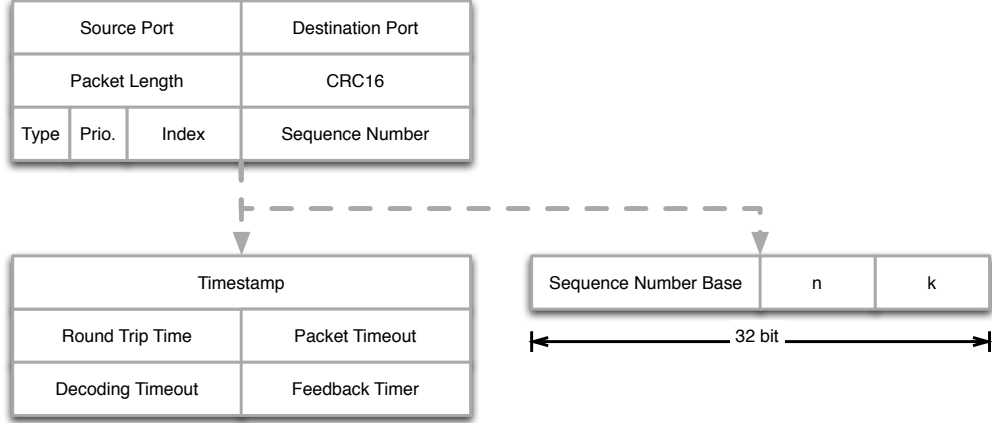 Source Port
Destination Port
Packet Length
CRC16
Type
Prio.
Index
Sequence Number
Timestamp
Round Trip Time
Packet Timeout
Decoding Timeout
Feedback Timer
Sequence Number Base
n
k
32 bit